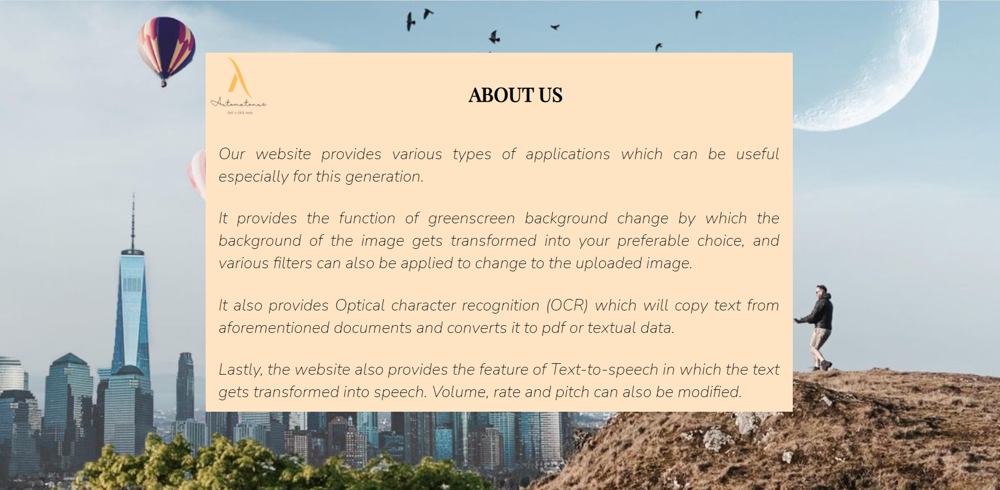 Automatonus
Just a click away
ABOUT US
Our website provides various types of applications which can be useful
especially for this generation.
It provides the function of greenscreen background change by which the
background of the image gets transformed into your preferable choice, and
various filters can also be applied to change to the uploaded image.
It also provides Optical character recognition (OCR) which will copy text from
aforementioned documents and converts it to pdf or textual data.
Lastly, the website also provides the feature of Text-to-speech in which the text
gets transformed into speech. Volume, rate and pitch can also be modified.